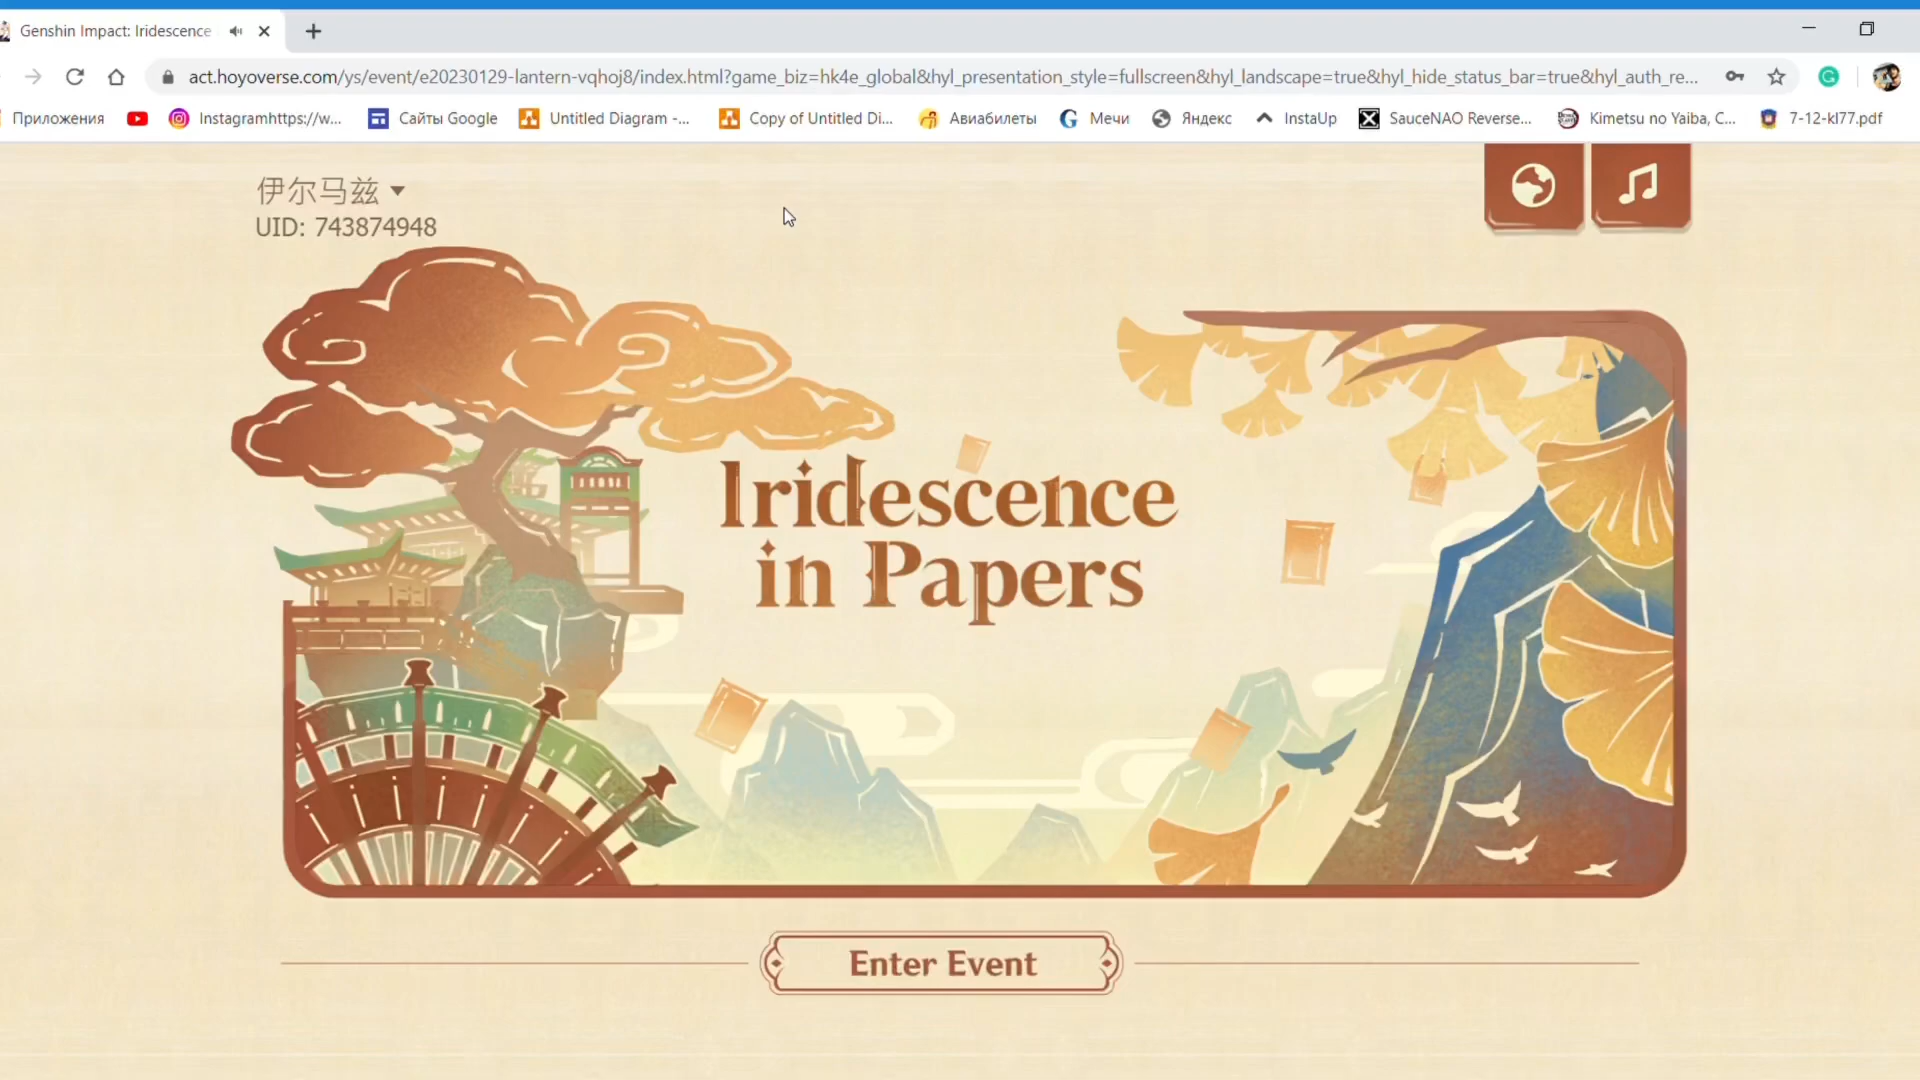 Genshin Impact: Iridescence
act.hoyoverse.com/ys/event/e20230129-lantern-vqhoj8/index.html?game_biz=hk4e_global&hyl_presentation_style=fullscreen&hyl_landscape=true&hyl_hide_status_bar=true&hyl_auth_re...
Приложения Instagramhttps://w... Сайты Google Untitled Diagram -... Copy of Untitled Di... Авиабилеты Мечи Яндекс InstaUp SauceNAO Reverse... Kimetsu no Yaiba, C... 7-12-kl77.pdf
伊尔马兹
UID: 743874948
Iridescence
in Papers
Enter Event